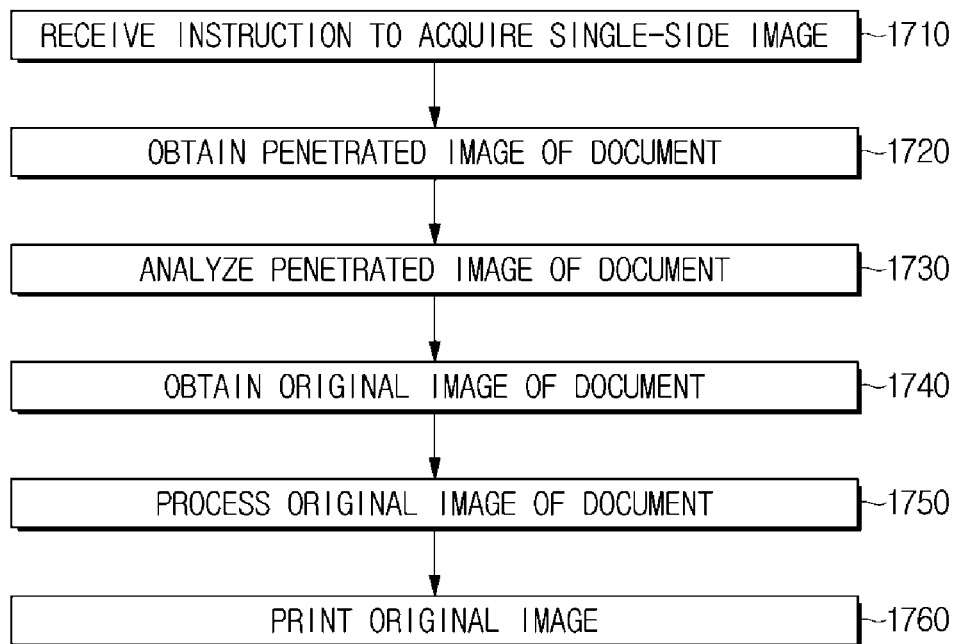 RECEIVE INSTRUCTION TO ACQUIRE SINGLE-SIDE IMAGE ~1710
OBTAIN PENETRATED IMAGE OF DOCUMENT ~1720
ANALYZE PENETRATED IMAGE OF DOCUMENT ~1730
OBTAIN ORIGINAL IMAGE OF DOCUMENT ~1740
PROCESS ORIGINAL IMAGE OF DOCUMENT ~1750
PRINT ORIGINAL IMAGE ~1760